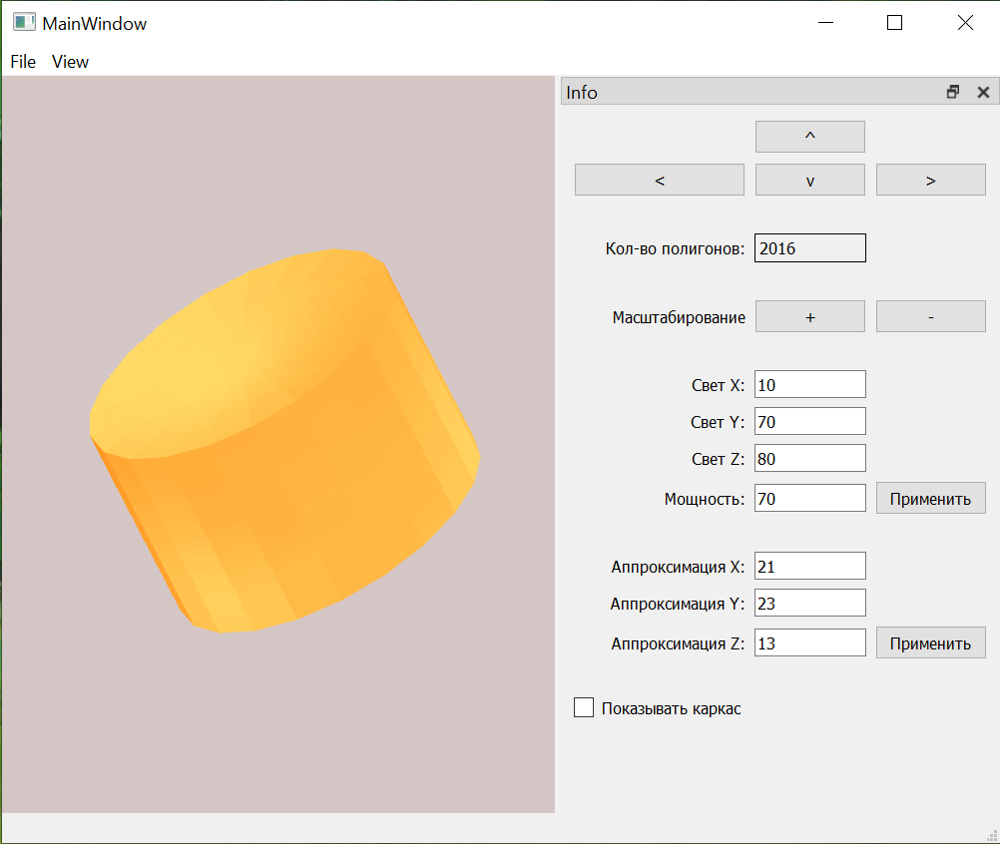 MainWindow
File View
Info
^
< v >
Кол-во полигонов: 2016
Масштабирование + -
Свет X: 10
Свет Y: 70
Свет Z: 80
Мощность: 70 Применить
Аппроксимация X: 21
Аппроксимация Y: 23
Аппроксимация Z: 13 Применить
Показывать каркас